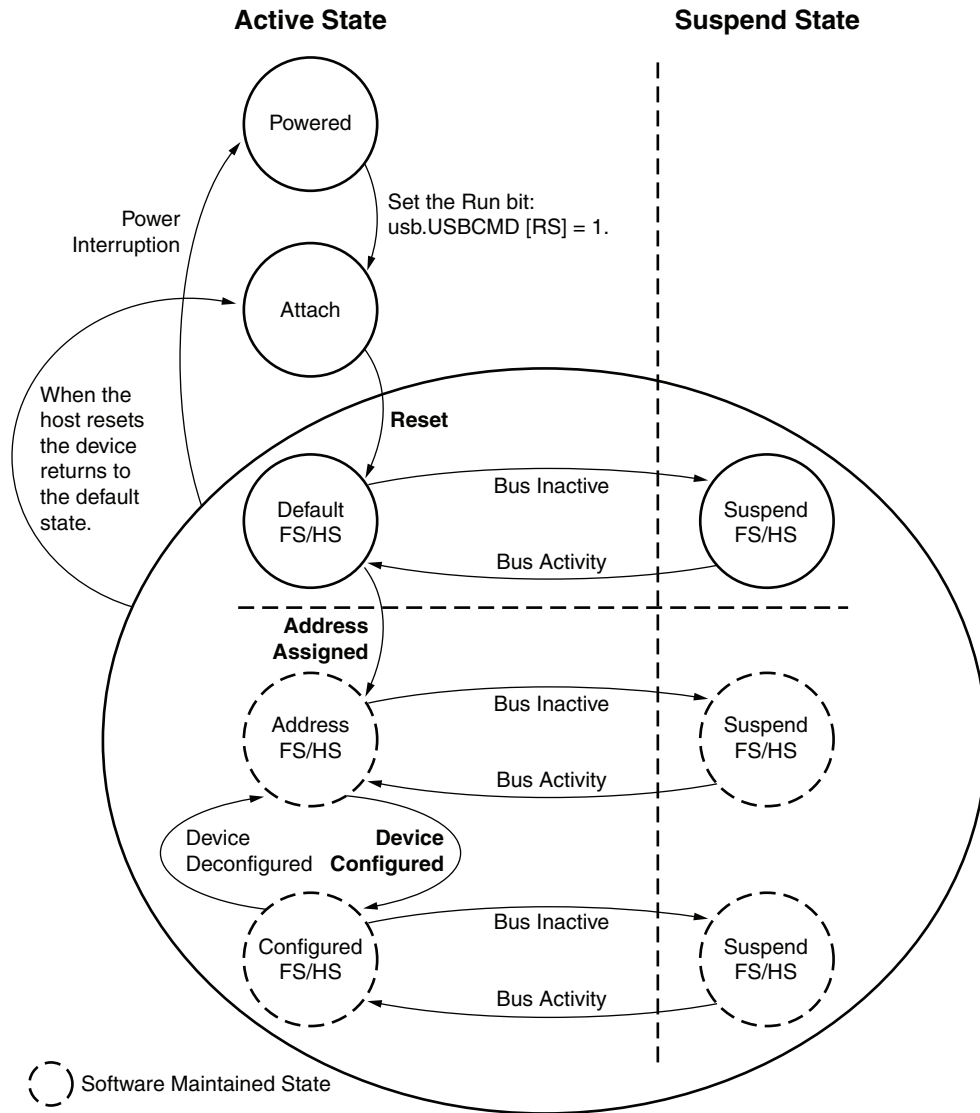 Active State
Suspend State
Powered
Set the Run bit:
usb.USBCMD [RS] = 1.
Power
Interruption
Attach
When the
host resets
the device
returns to
the default
state.
Reset
Default
FS/HS
Bus Inactive
Suspend
FS/HS
Bus Activity
Address
Assigned
Address
FS/HS
Bus Inactive
Suspend
FS/HS
Bus Activity
Device
Deconfigured
Device
Configured
Configured
FS/HS
Bus Inactive
Suspend
FS/HS
Bus Activity
Software Maintained State